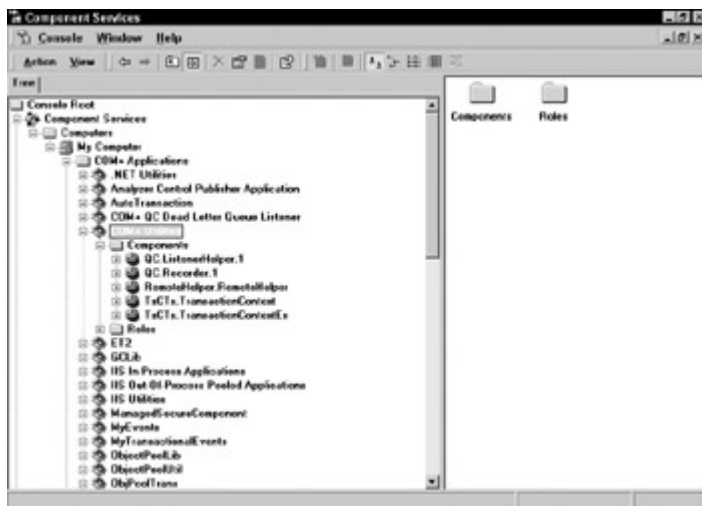 Component Services
Console Window Help
Action View
Tree
Console Root
Component Services
Computers
My Computer
COM+ Applications
.NET Utilities
Analyzer Control Publisher Application
AutoTransaction
COM+ QC Dead Letter Queue Listener
COM+ Utilities
Components
QC.ListenerHelper.1
QC.Recorder.1
RemoteHelper.RemoteHelper
TxCTx.TransactionContext
TxCTx.TransactionContextEx
Roles
ET2
GCLib
IIS In-Process Applications
IIS Out-Of-Process Pooled Applications
IIS Utilities
ManagedSecureComponent
MyEvents
MyTransactionalEvents
ObjectPoolLib
ObjectPoolUtil
ObjPoolTrans
Components
Roles